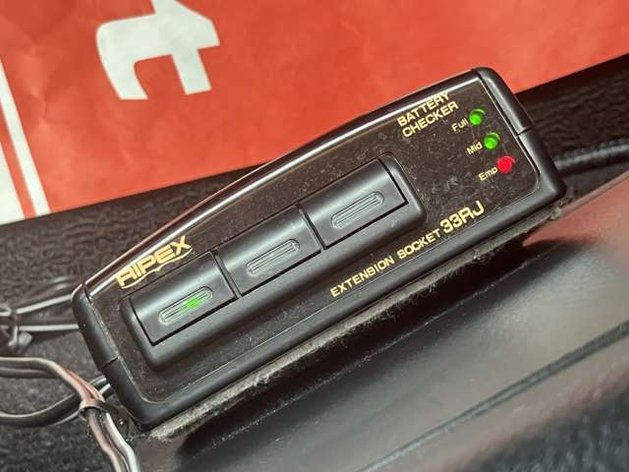 BATTERY
CHECKER
Full
Mid
Emp
AIPEX
EXTENSION SOCKET 33RJ